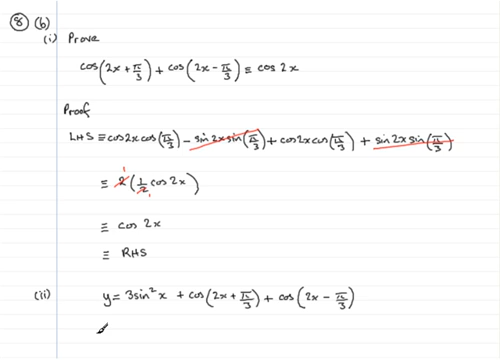 8 (b)
(i) Prove
cos(2x + π/3) + cos(2x − π/3) ≡ cos 2x
Proof
LHS ≡ cos2x cos(π/3) − sin2x sin(π/3) + cos2x cos(π/3) + sin2x sin(π/3)
≡ 2(1/2 cos2x)
≡ cos 2x
≡ RHS
(ii) y = 3sin²x + cos(2x + π/3) + cos(2x − π/3)